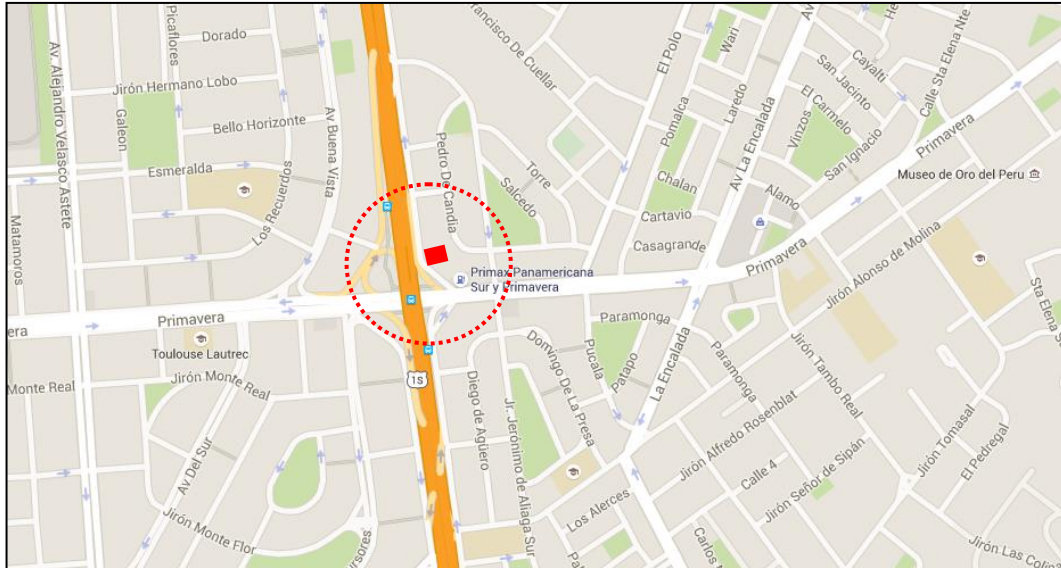 Picaflores
Dorado
Francisco De Cuellar
El Polo
Wari
Cayalti
San Jacinto
Calle Sta Elena Nte
Av. Alejandro Velasco Astete
Galeon
Jirón Hermano Lobo
Av Buena Vista
Bello Horizonte
Pomalca
Laredo
Av La Encalada
El Carmelo
Vinzos
San Ignacio
Primavera
Esmeralda
Pedro De Candia
Torre
Salcedo
Chalan
Alamo
Museo de Oro del Peru
Matamoros
Los Recuerdos
Cartavio
Casagrande
Primavera
Jirón Alonso de Molina
Primax Panamericana
Sur y Primavera
Sta Elena
era
Primavera
Toulouse Lautrec
Paramonga
Monte Real
Jirón Monte Real
1S
Diego de Agüero
Domingo De La Presa
Pucala
Patapo
La Encalada
Paramonga
Jirón Tambo Real
Av Del Sur
Jr. Jerónimo de Aliaga Sur
Jirón Alfredo Rosenblat
Calle 4
Jirón Señor de Sipán
Jirón Tomasal
El Pedregal
Los Alerces
Jirón Monte Flor
ursores
Carlos
Jirón Las Colin